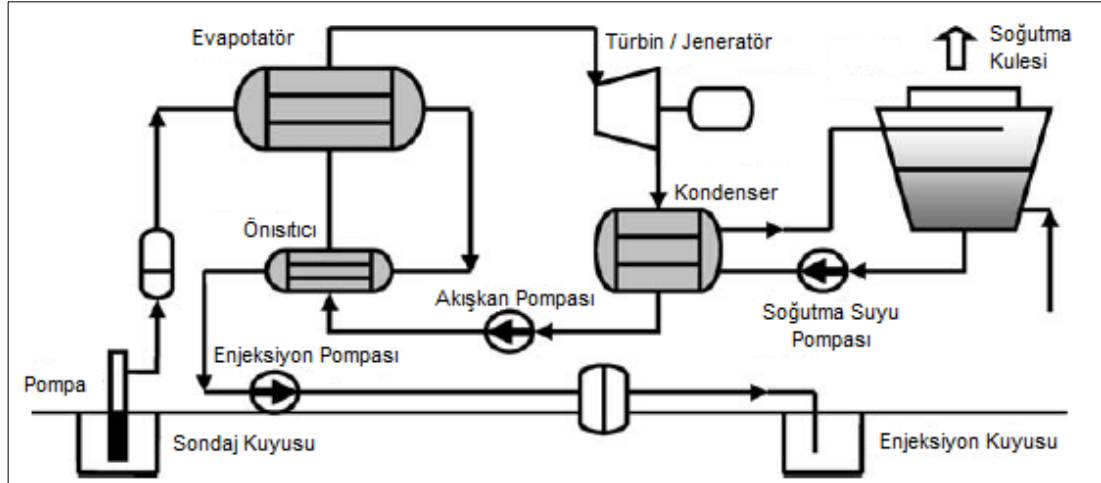 Evapotatör
Türbin / Jeneratör
Soğutma
Kulesi
Kondenser
Önısıtıcı
Akışkan Pompası
Soğutma Suyu
Pompası
Enjeksiyon Pompası
Pompa
Sondaj Kuyusu
Enjeksiyon Kuyusu